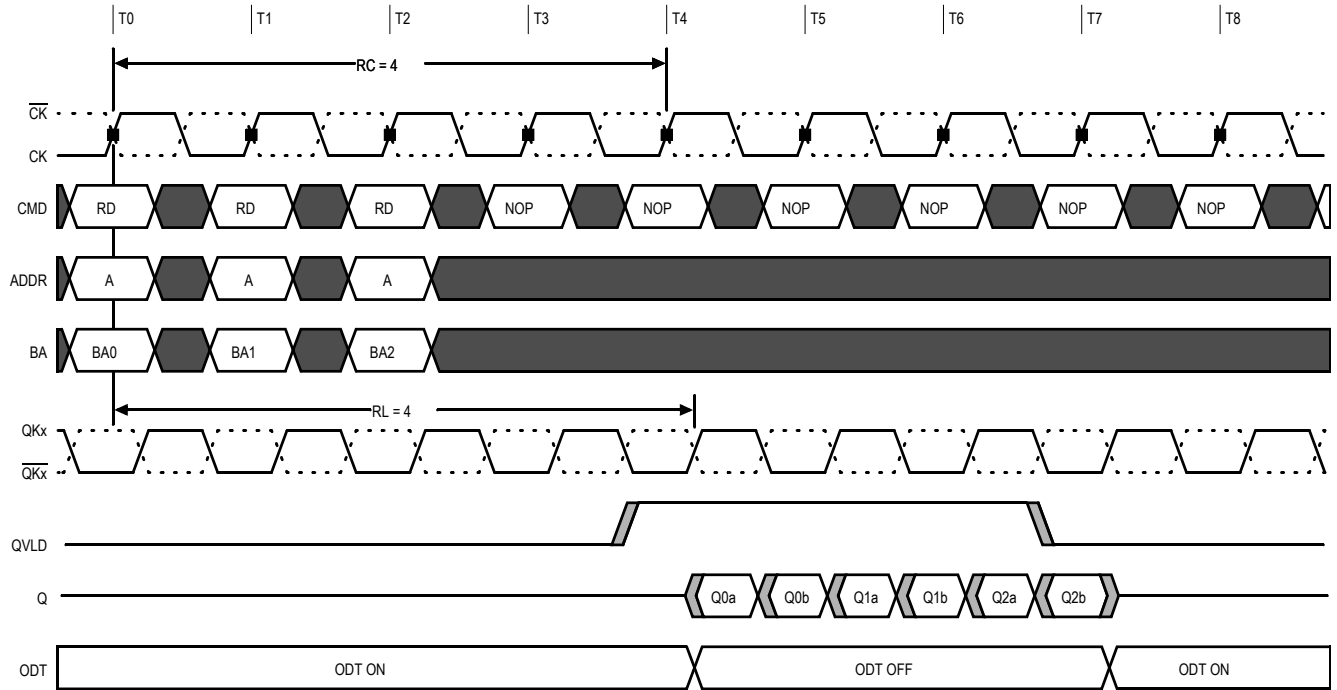 T0 T1 T2 T3 T4 T5 T6 T7 T8
RC = 4
C̅K̅
CK
CMD RD RD RD NOP NOP NOP NOP NOP NOP
ADDR A A A
BA BA0 BA1 BA2
RL = 4
QKx
Q̅K̅x̅
QVLD
Q Q0a Q0b Q1a Q1b Q2a Q2b
ODT ODT ON ODT OFF ODT ON